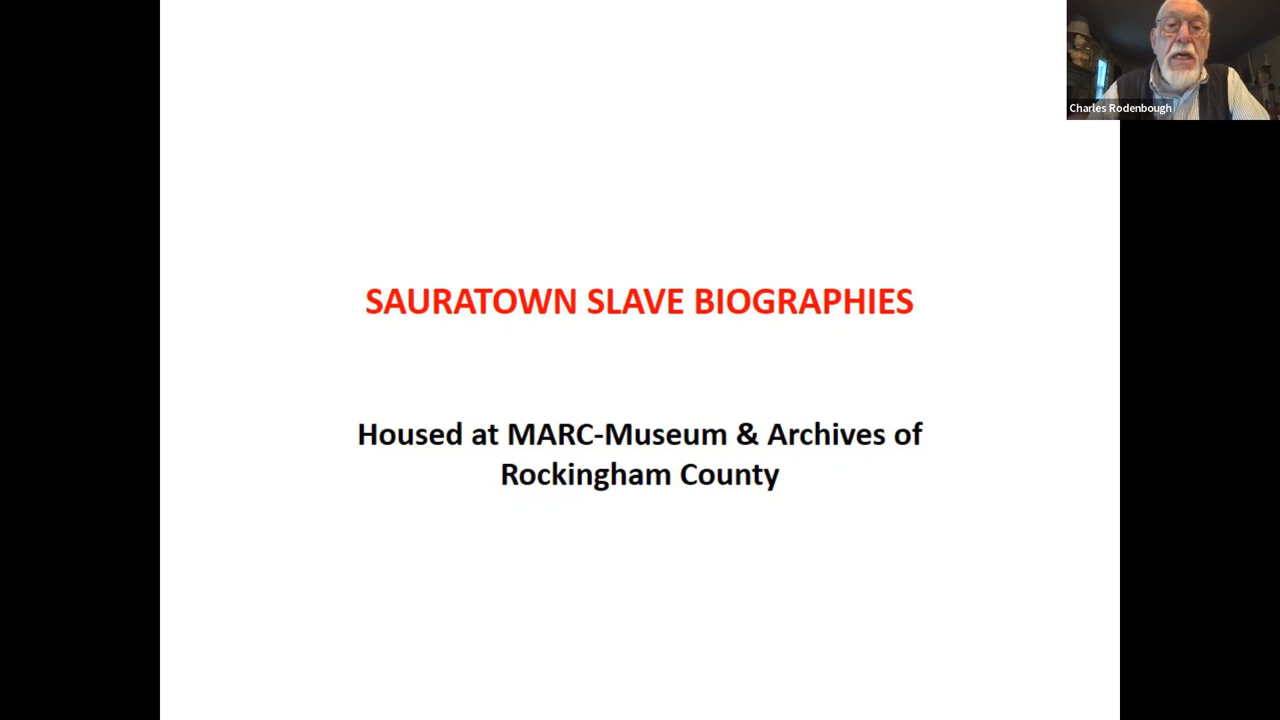 Charles Rodenbough
SAURATOWN SLAVE BIOGRAPHIES
Housed at MARC-Museum & Archives of
Rockingham County